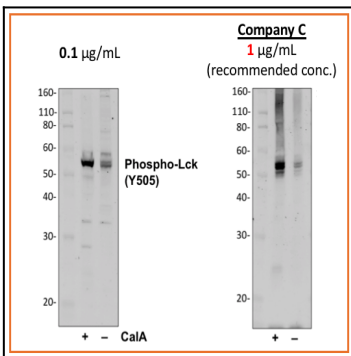 0.1 µg/mL
160-
110-
80-
60-
50-
40-
30-
20-
Phospho-Lck
(Y505)
+ – CalA
Company C
1 µg/mL
(recommended conc.)
160-
110-
80-
60-
50-
40-
30-
20-
+ –